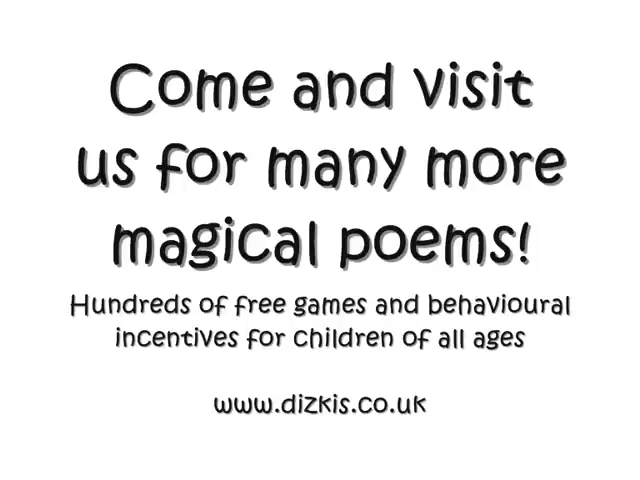 Come and visit
us for many more
magical poems!
Hundreds of free games and behavioural
incentives for children of all ages
www.dizkis.co.uk